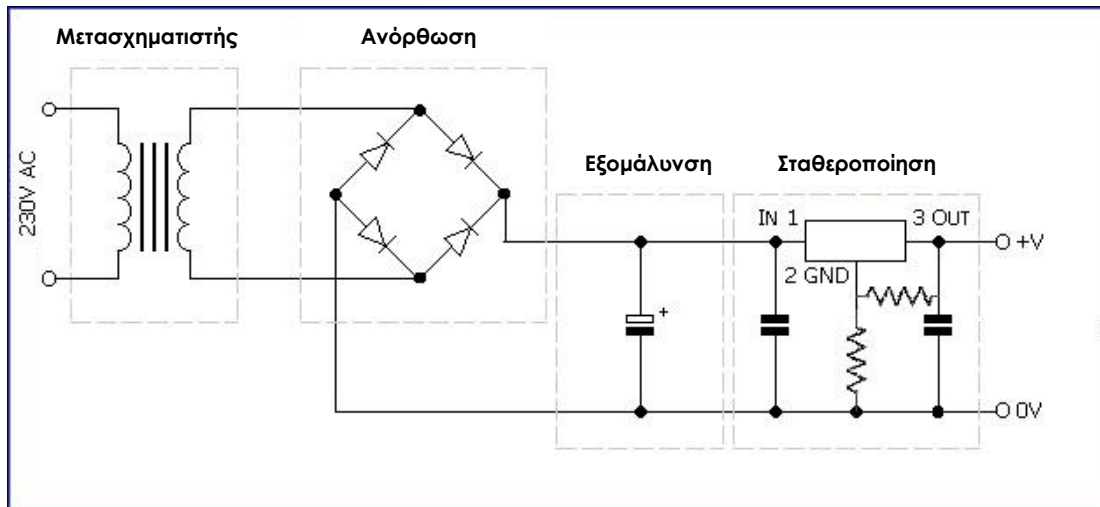 Μετασχηματιστής
Ανόρθωση
Εξομάλυνση
Σταθεροποίηση
230V AC
IN 1
3 OUT
+V
2 GND
+
0V